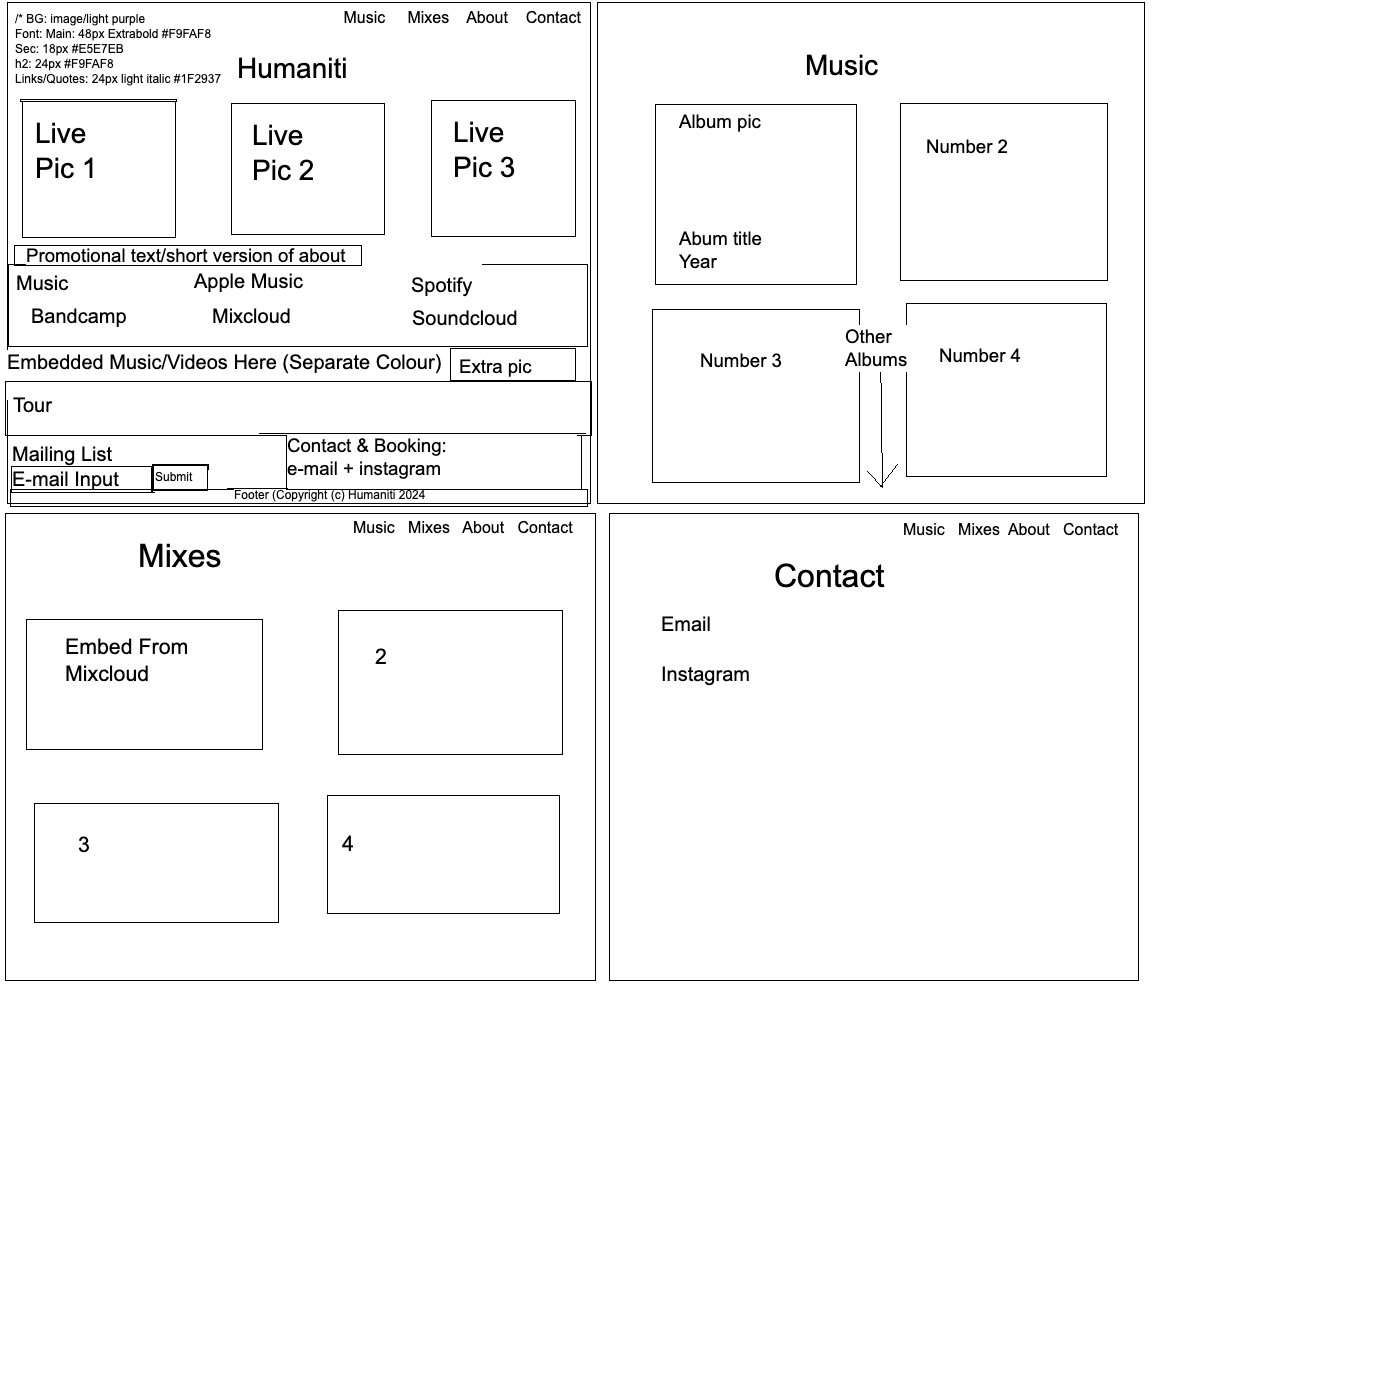 /* BG: image/light purple
Font: Main: 48px Extrabold #F9FAF8
Sec: 18px #E5E7EB
h2: 24px #F9FAF8
Links/Quotes: 24px light italic #1F2937
Music Mixes About Contact
Humaniti
Live
Pic 1
Live
Pic 2
Live
Pic 3
Promotional text/short version of about
Music Apple Music Spotify
Bandcamp Mixcloud Soundcloud
Embedded Music/Videos Here (Separate Colour) Extra pic
Tour
Mailing List
E-mail Input Submit
Contact & Booking:
e-mail + instagram
Footer (Copyright (c) Humaniti 2024
Music
Album pic
Abum title
Year
Number 2
Number 3
Other
Albums
Number 4
Music Mixes About Contact
Mixes
Embed From
Mixcloud
2
3
4
Music Mixes About Contact
Contact
Email
Instagram